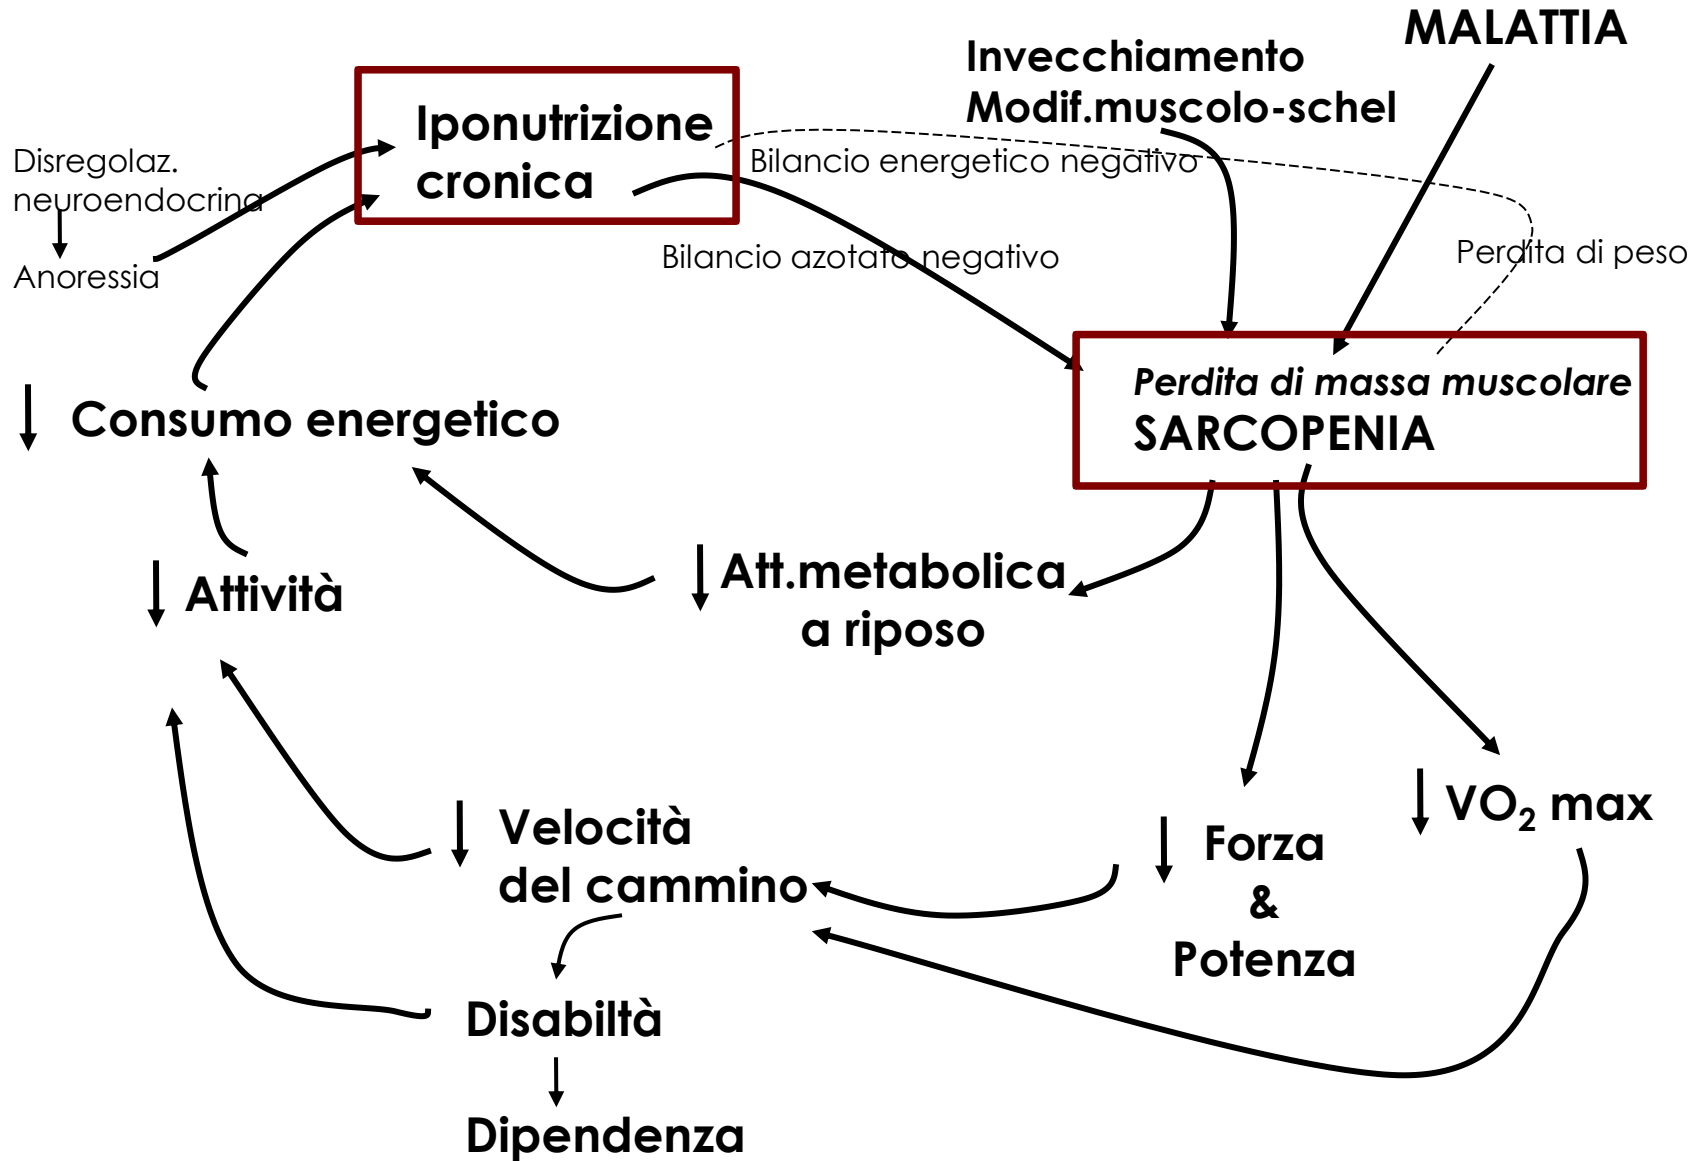 MALATTIA
Invecchiamento
Modif.muscolo-schel
Iponutrizione
cronica
Disregolaz.
neuroendocrina
Anoressia
Bilancio energetico negativo
Bilancio azotato negativo
Perdita di peso
Perdita di massa muscolare
SARCOPENIA
Consumo energetico
Attività
Att.metabolica
a riposo
Velocità
del cammino
Forza
&
Potenza
VO₂ max
Disabiltà
Dipendenza